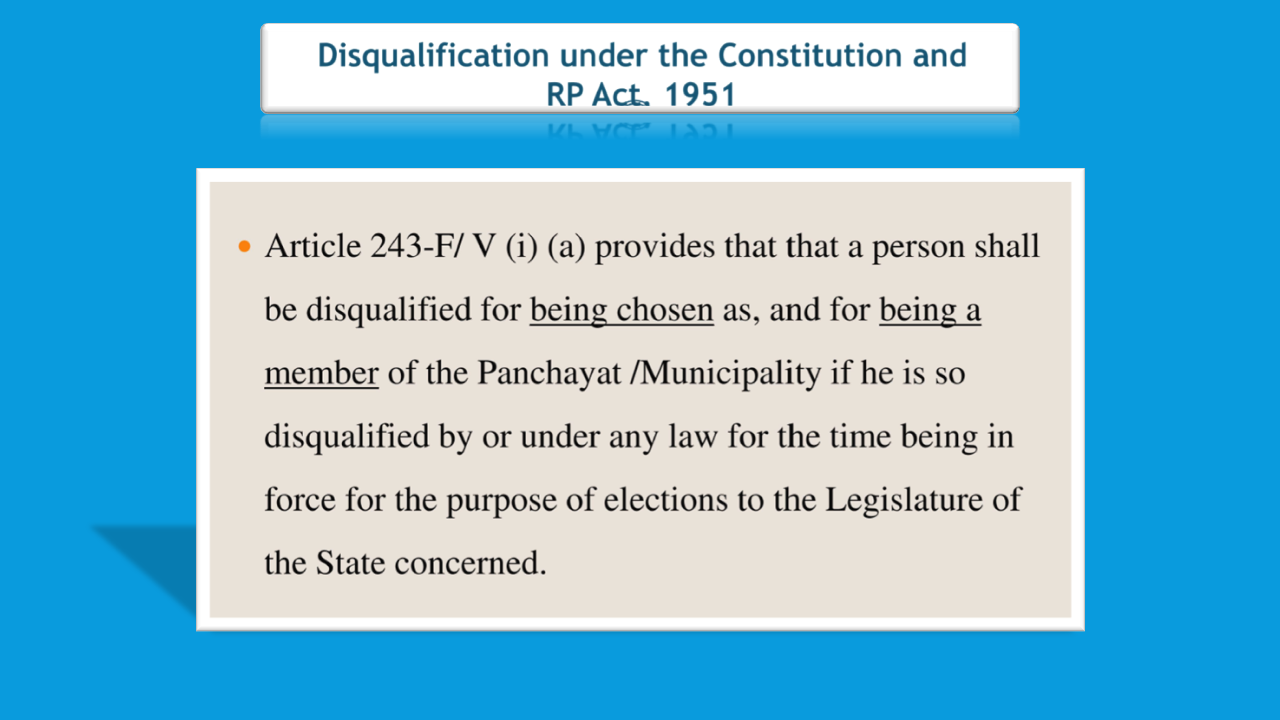 Disqualification under the Constitution and
RP Act. 1951
Article 243-F/ V (i) (a) provides that that a person shall
be disqualified for being chosen as, and for being a
member of the Panchayat /Municipality if he is so
disqualified by or under any law for the time being in
force for the purpose of elections to the Legislature of
the State concerned.